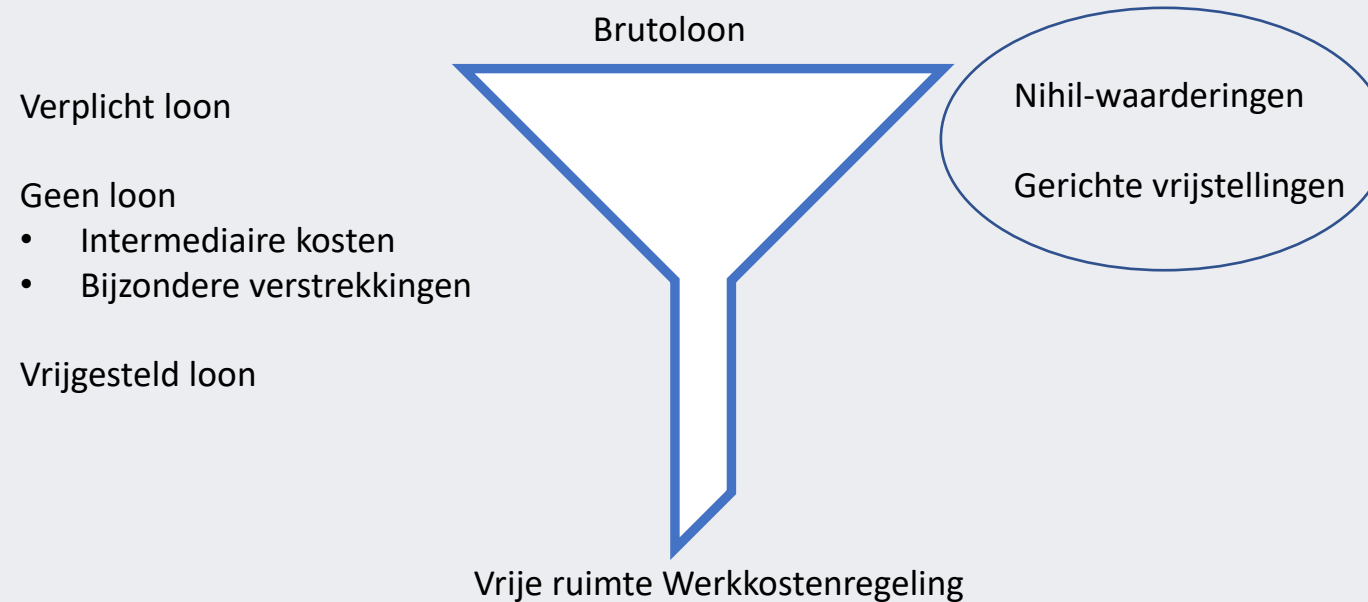 Brutoloon
Verplicht loon
Geen loon
• Intermediaire kosten
• Bijzondere verstrekkingen
Vrijgesteld loon
Nihil-waarderingen
Gerichte vrijstellingen
Vrije ruimte Werkkostenregeling